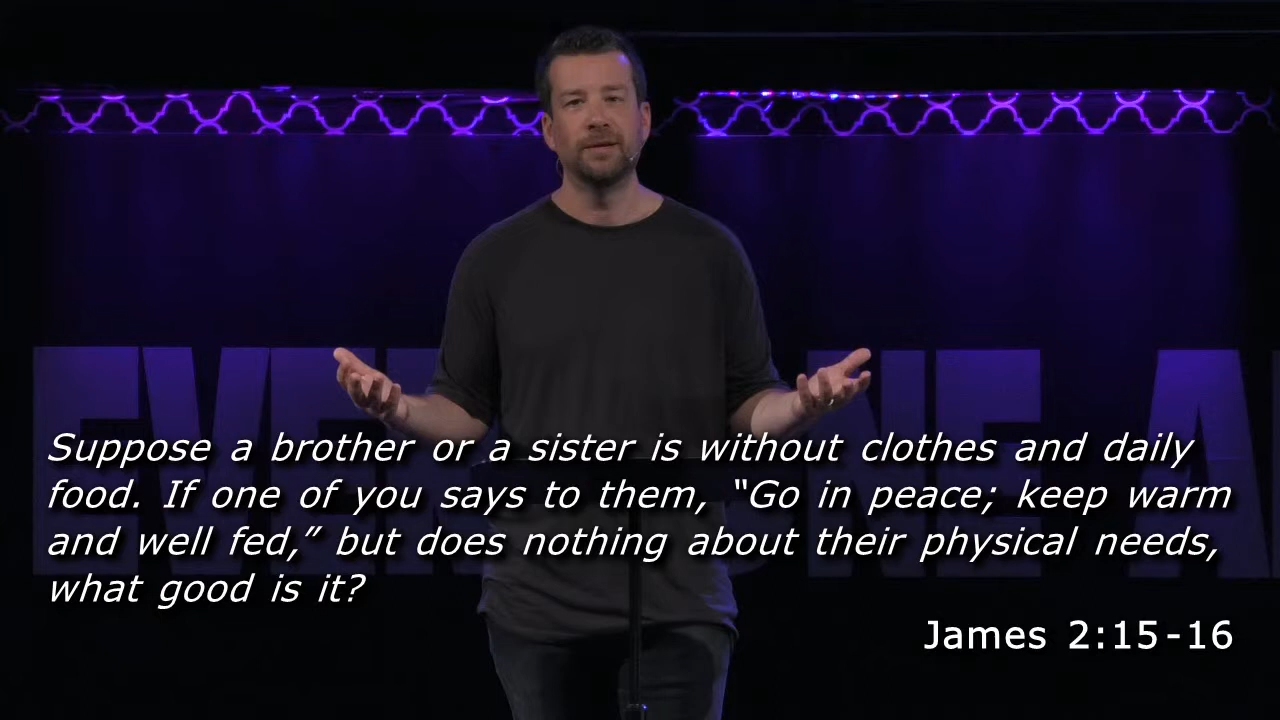 EVERYONE A
Suppose a brother or a sister is without clothes and daily
food. If one of you says to them, “Go in peace; keep warm
and well fed,” but does nothing about their physical needs,
what good is it?
James 2:15-16